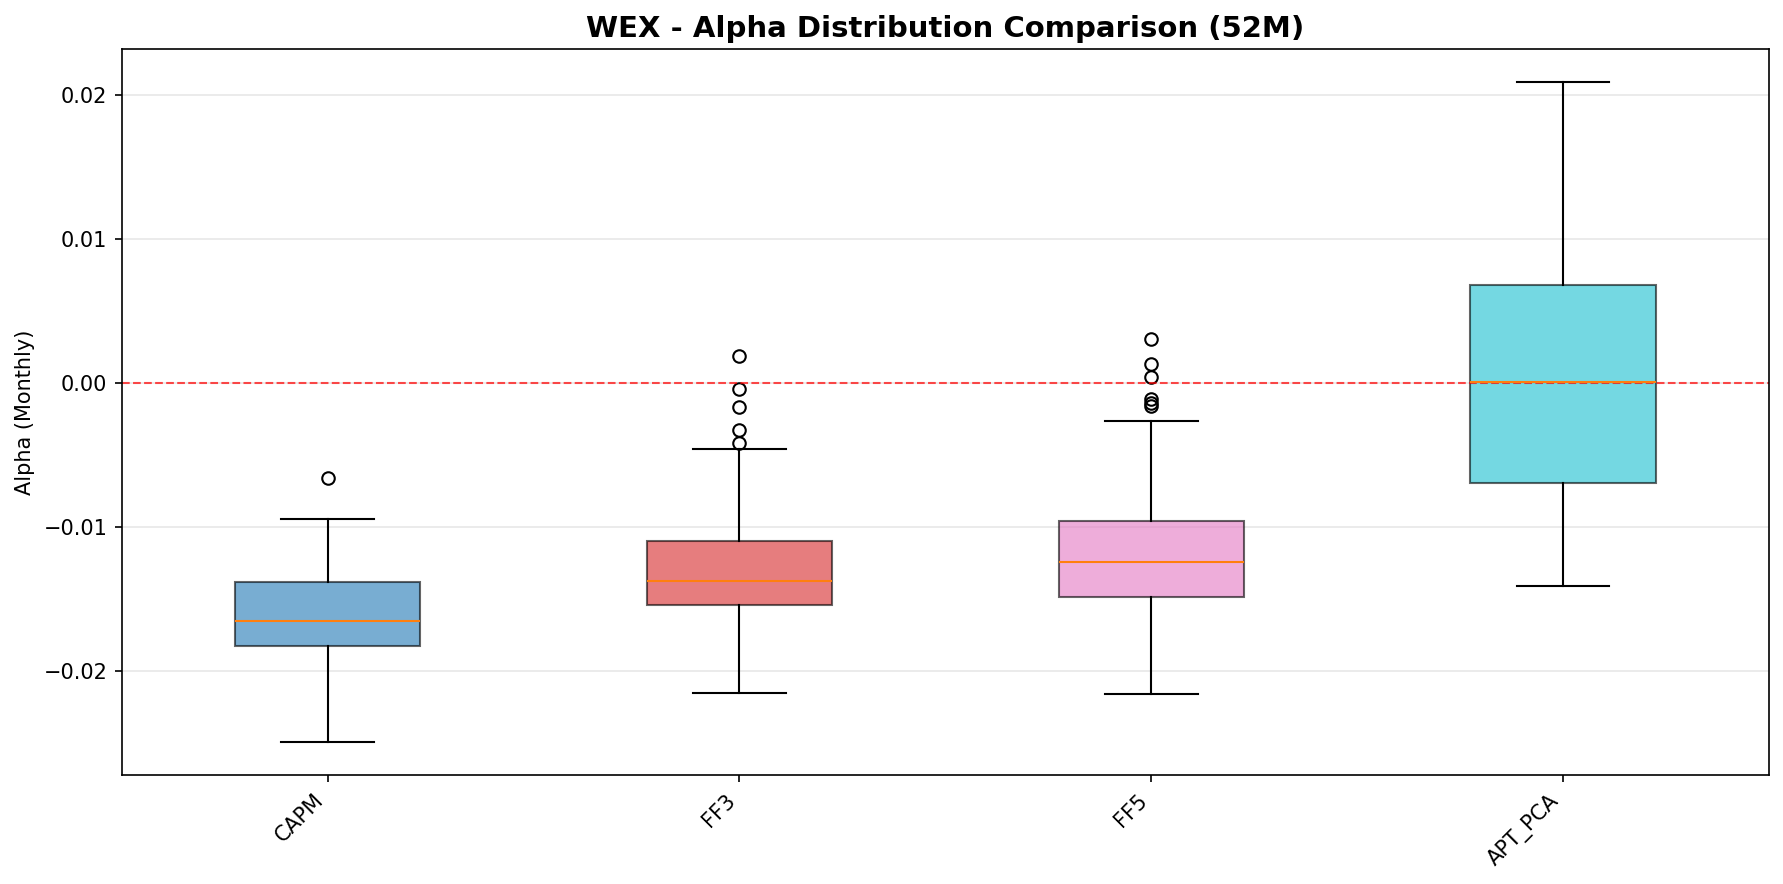 WEX - Alpha Distribution Comparison (52M)
Alpha (Monthly)
0.02
0.01
0.00
−0.01
−0.02
CAPM
FF3
FF5
APT_PCA